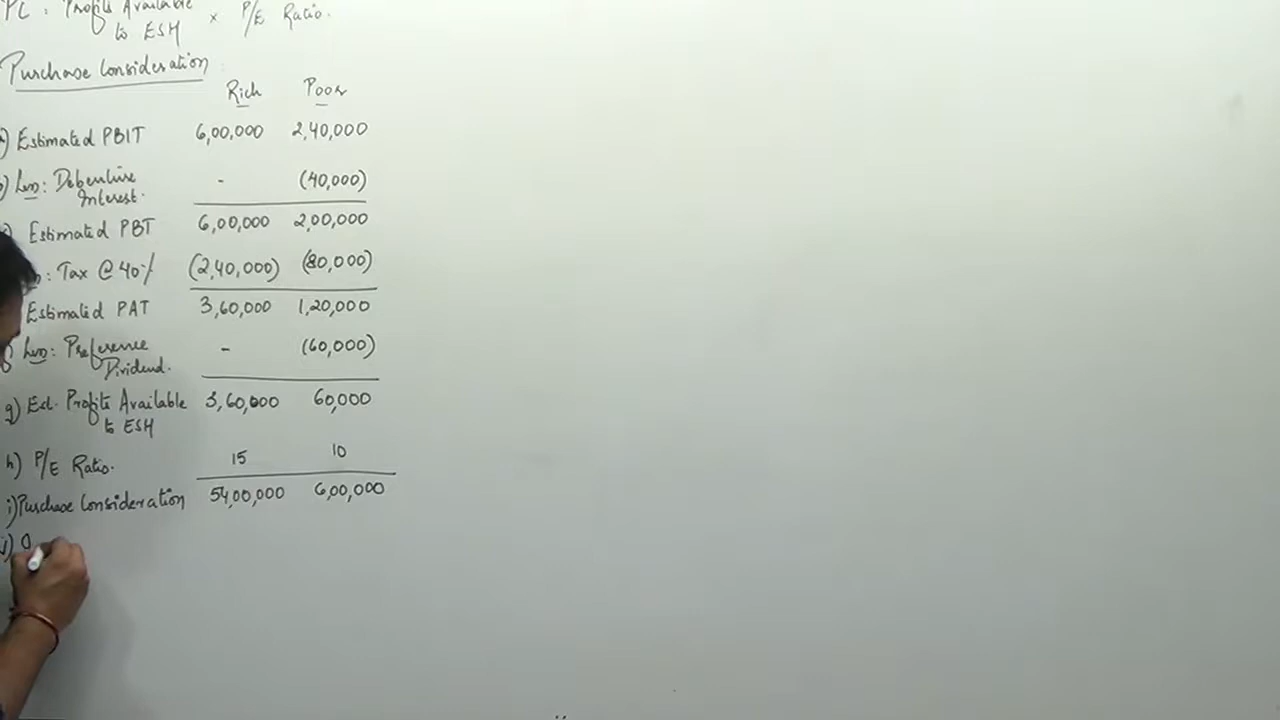 PC : Profits Available to ESH × P/E Ratio.
Purchase Consideration
Rich Poor
a) Estimated PBIT 6,00,000 2,40,000
b) Less: Debenture Interest. - (40,000)
) Estimated PBT 6,00,000 2,00,000
: Tax @ 40% (2,40,000) (80,000)
Estimated PAT 3,60,000 1,20,000
) Less: Preference Dividend. - (60,000)
g) Est. Profits Available to ESH 3,60,000 60,000
h) P/E Ratio. 15 10
i) Purchase Consideration 54,00,000 6,00,000